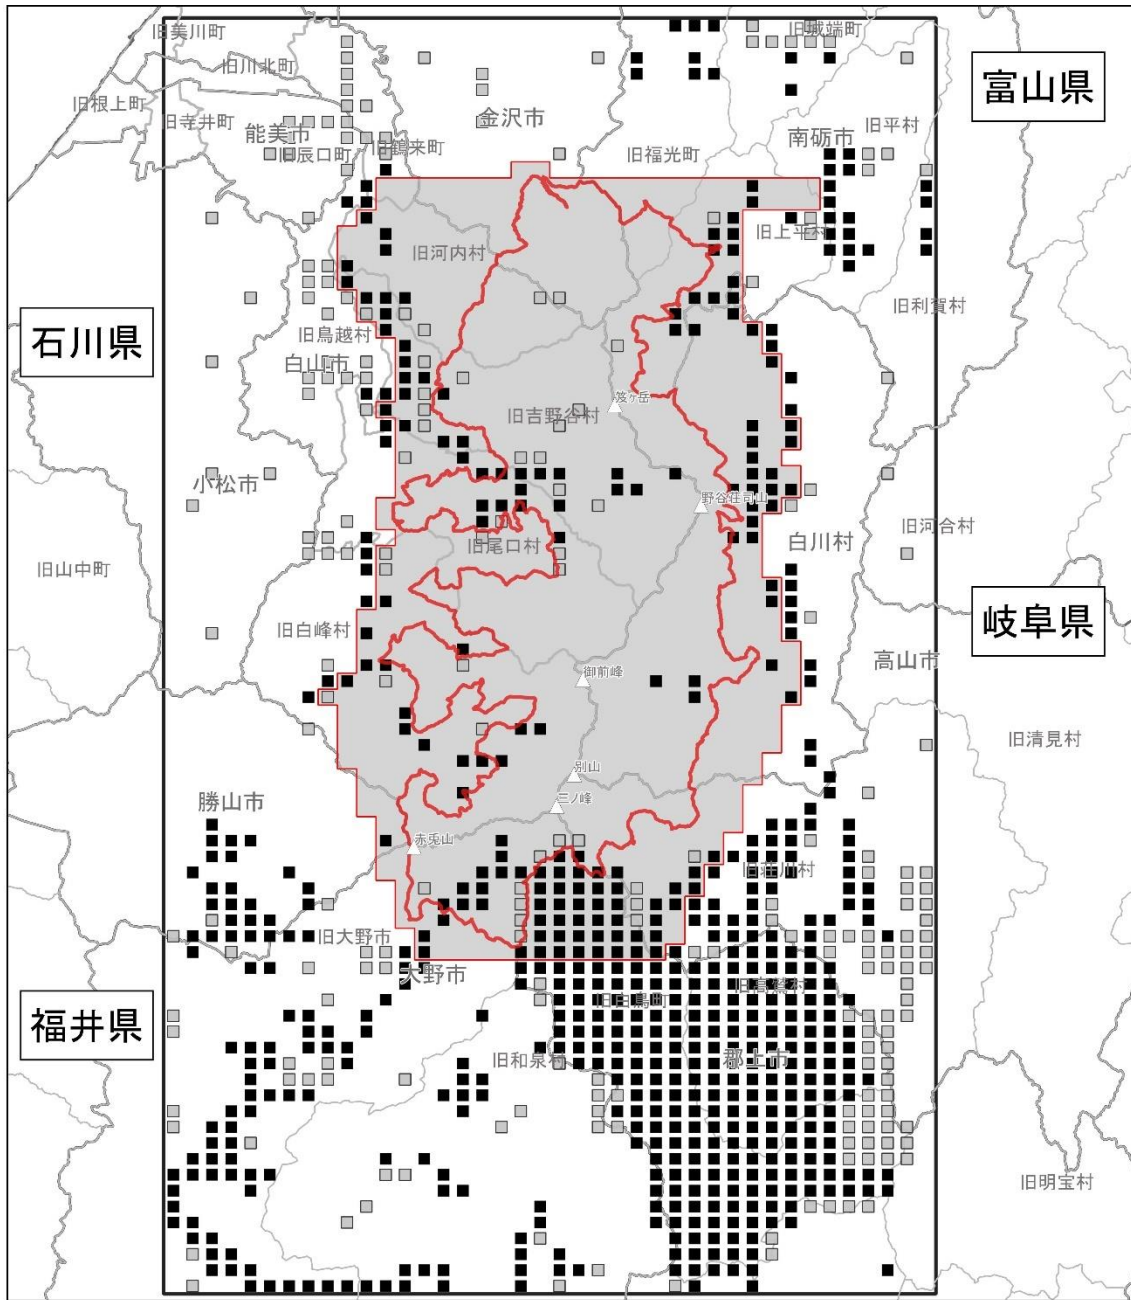 旧美川町
旧城端町
旧川北町
富山県
旧根上町
旧寺井町
能美市
金沢市
旧辰口町
旧鶴来町
旧福光町
南砺市
旧平村
旧河内村
旧上平村
旧利賀村
石川県
旧鳥越村
白山市
笈ヶ岳
旧吉野谷村
小松市
野谷荘司山
旧河合村
旧尾口村
白川村
旧山中町
岐阜県
旧白峰村
高山市
御前峰
旧清見村
別山
勝山市
三ノ峰
赤兎山
旧荘川村
旧大野市
大野市
旧高鷲村
旧白鳥町
福井県
旧和泉村
郡上市
旧明宝村